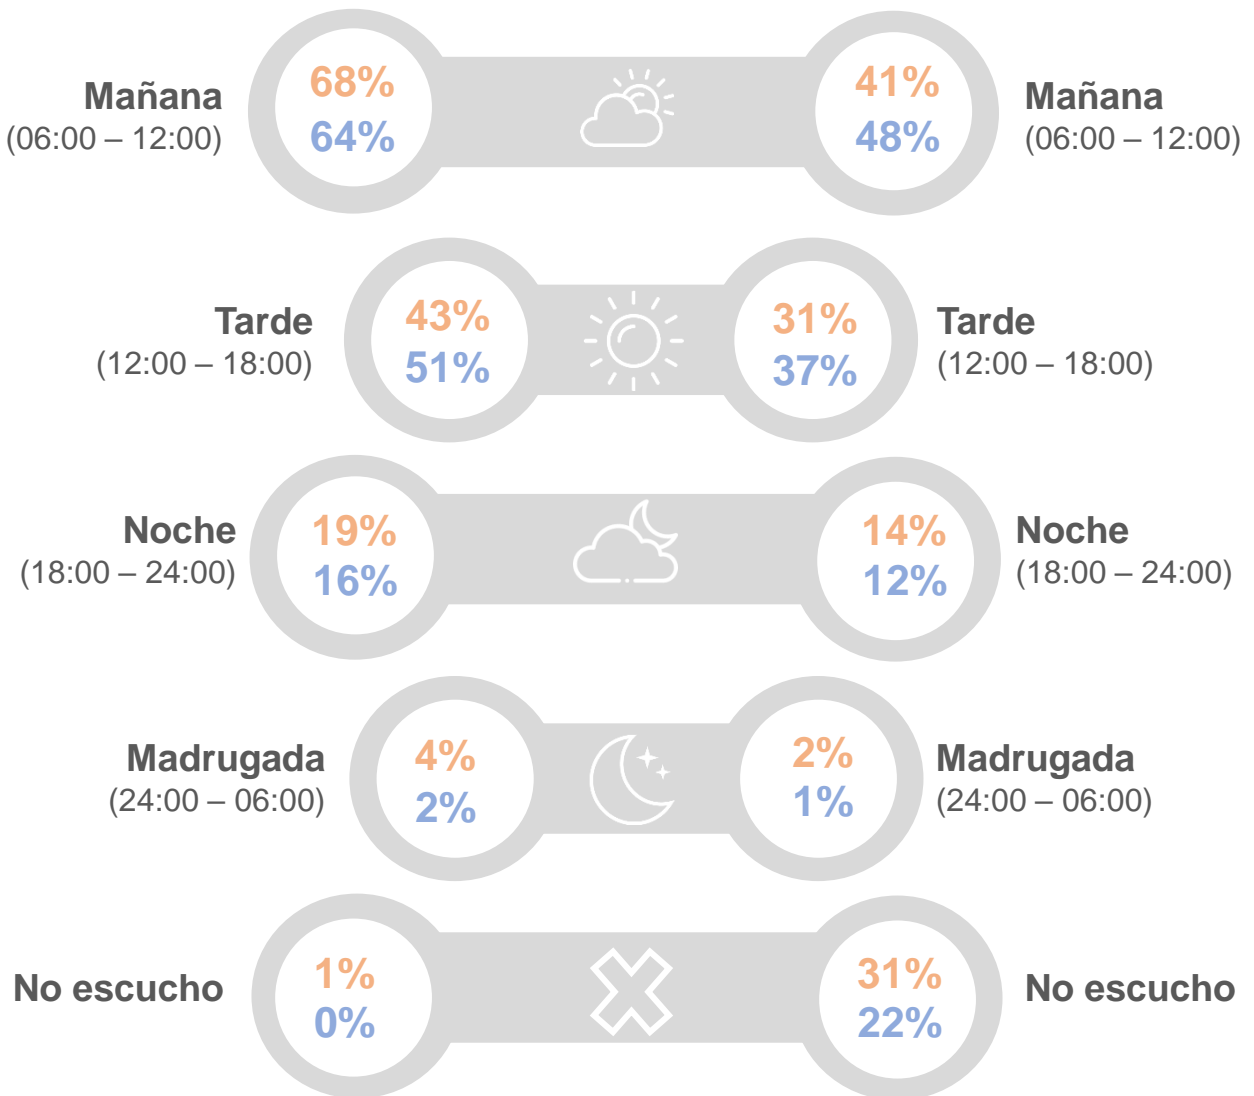 Mañana
(06:00 – 12:00)
68%
64%
41%
48%
Mañana
(06:00 – 12:00)
Tarde
(12:00 – 18:00)
43%
51%
31%
37%
Tarde
(12:00 – 18:00)
Noche
(18:00 – 24:00)
19%
16%
14%
12%
Noche
(18:00 – 24:00)
Madrugada
(24:00 – 06:00)
4%
2%
2%
1%
Madrugada
(24:00 – 06:00)
No escucho
1%
0%
31%
22%
No escucho